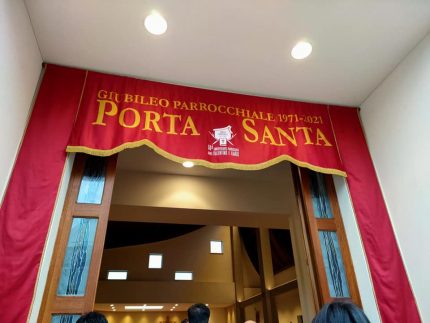 GIUBILEO PARROCCHIALE 1971-2021
PORTA SANTA